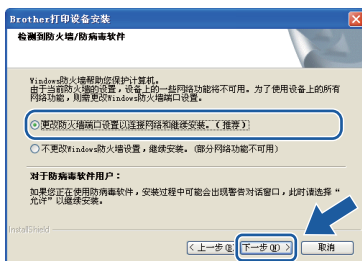 Brother打印设备安装
检测到防火墙/防病毒软件
Windows防火墙帮助您保护计算机。
由于当前防火墙的设置，设备上的一些网络功能将不可用。为了使用设备上的所有
网络功能，则需更改Windows防火墙端口设置。
更改防火墙端口设置以连接网络和继续安装。（推荐）
不更改Windows防火墙设置，继续安装。（部分网络功能不可用）
对于防病毒软件用户：
如果您正在使用防病毒软件，安装过程中可能会出现警告对话窗口，此时请选择“
允许”以继续安装。
InstallShield
< 上一步(B) 下一步(N) > 取消